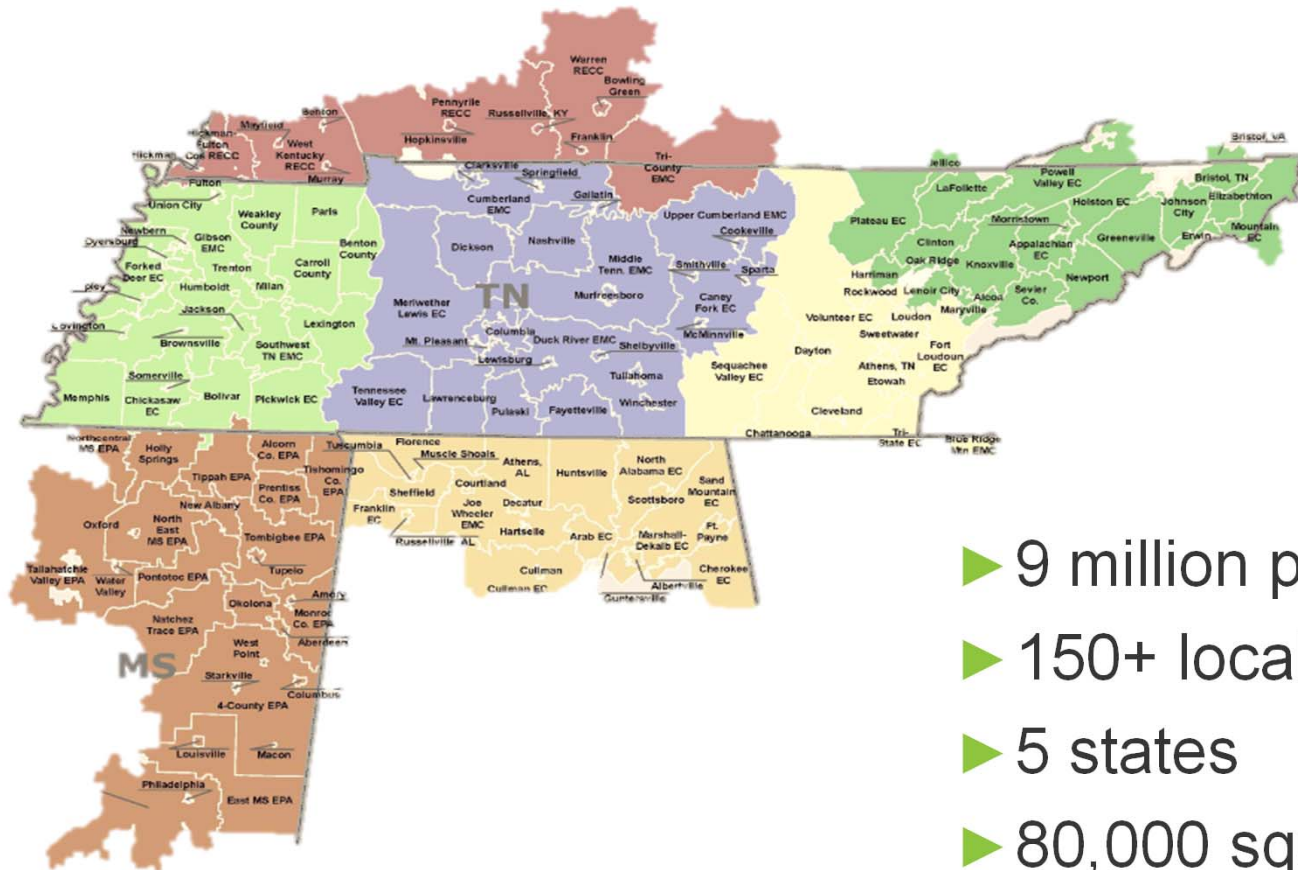 Warren
RECC
Bowling
Green
Pennyrile
RECC
Russellville, KY
Hopkinsville
Franklin
Tri-
County
EMC
Benton
Mayfield
West
Kentucky
RECC
Murray
Hickman-
Fulton
Cos RECC
Hickman
Fulton
Union City
Weakley
County
Paris
Newbern
Dyersburg
Gibson
EMC
Benton
County
Forked
Deer EC
Trenton
Carroll
County
Humboldt
Milan
Jackson
Lexington
Covington
Brownsville
Southwest
TN EMC
Somerville
Memphis
Chickasaw
EC
Bolivar
Pickwick EC
Clarksville
Springfield
Cumberland
EMC
Gallatin
Upper Cumberland EMC
Cookeville
Dickson
Nashville
Middle
Tenn. EMC
Smithville
Sparta
TN
Murfreesboro
Meriwether
Lewis EC
Caney
Fork EC
McMinnville
Columbia
Mt. Pleasant
Duck River EMC
Shelbyville
Lewisburg
Tullahoma
Tennessee
Valley EC
Lawrenceburg
Pulaski
Fayetteville
Winchester
Bristol, VA
Jellico
LaFollette
Powell
Valley EC
Bristol, TN
Elizabethton
Plateau EC
Holston EC
Johnson
City
Morristown
Mountain
EC
Erwin
Greeneville
Appalachian
EC
Clinton
Oak Ridge
Knoxville
Harriman
Rockwood
Lenoir City
Alcoa
Sevier
Co.
Newport
Maryville
Loudon
Volunteer EC
Sweetwater
Dayton
Fort
Loudoun
EC
Sequachee
Valley EC
Athens, TN
Etowah
Cleveland
Chattanooga
Tri-
State EC
Blue Ridge
Mtn EMC
Northcentral
MS EPA
Holly
Springs
Alcorn
Co. EPA
Tishomingo
Co.
EPA
Tippah EPA
Prentiss
Co. EPA
New Albany
Oxford
North
East
MS EPA
Tombigbee EPA
Tallahatchie
Valley EPA
Water
Valley
Pontotoc EPA
Tupelo
Okolona
Amory
Monroe
Co. EPA
Natchez
Trace EPA
Aberdeen
West
Point
MS
Starkville
Columbus
4-County EPA
Louisville
Macon
Philadelphia
East MS EPA
Tuscumbia
Florence
Muscle Shoals
Athens,
AL
Huntsville
North
Alabama EC
Courtland
Sheffield
Scottsboro
Sand
Mountain
EC
Franklin
EC
Joe
Wheeler
EMC
Decatur
Hartselle
Russellville AL
Arab EC
Marshall-
Dekalb EC
Ft.
Payne
Cullman
Cullman EC
Albertville
Cherokee
EC
Guntersville
▶ 9 million p
▶ 150+ loca
▶ 5 states
▶ 80,000 sq